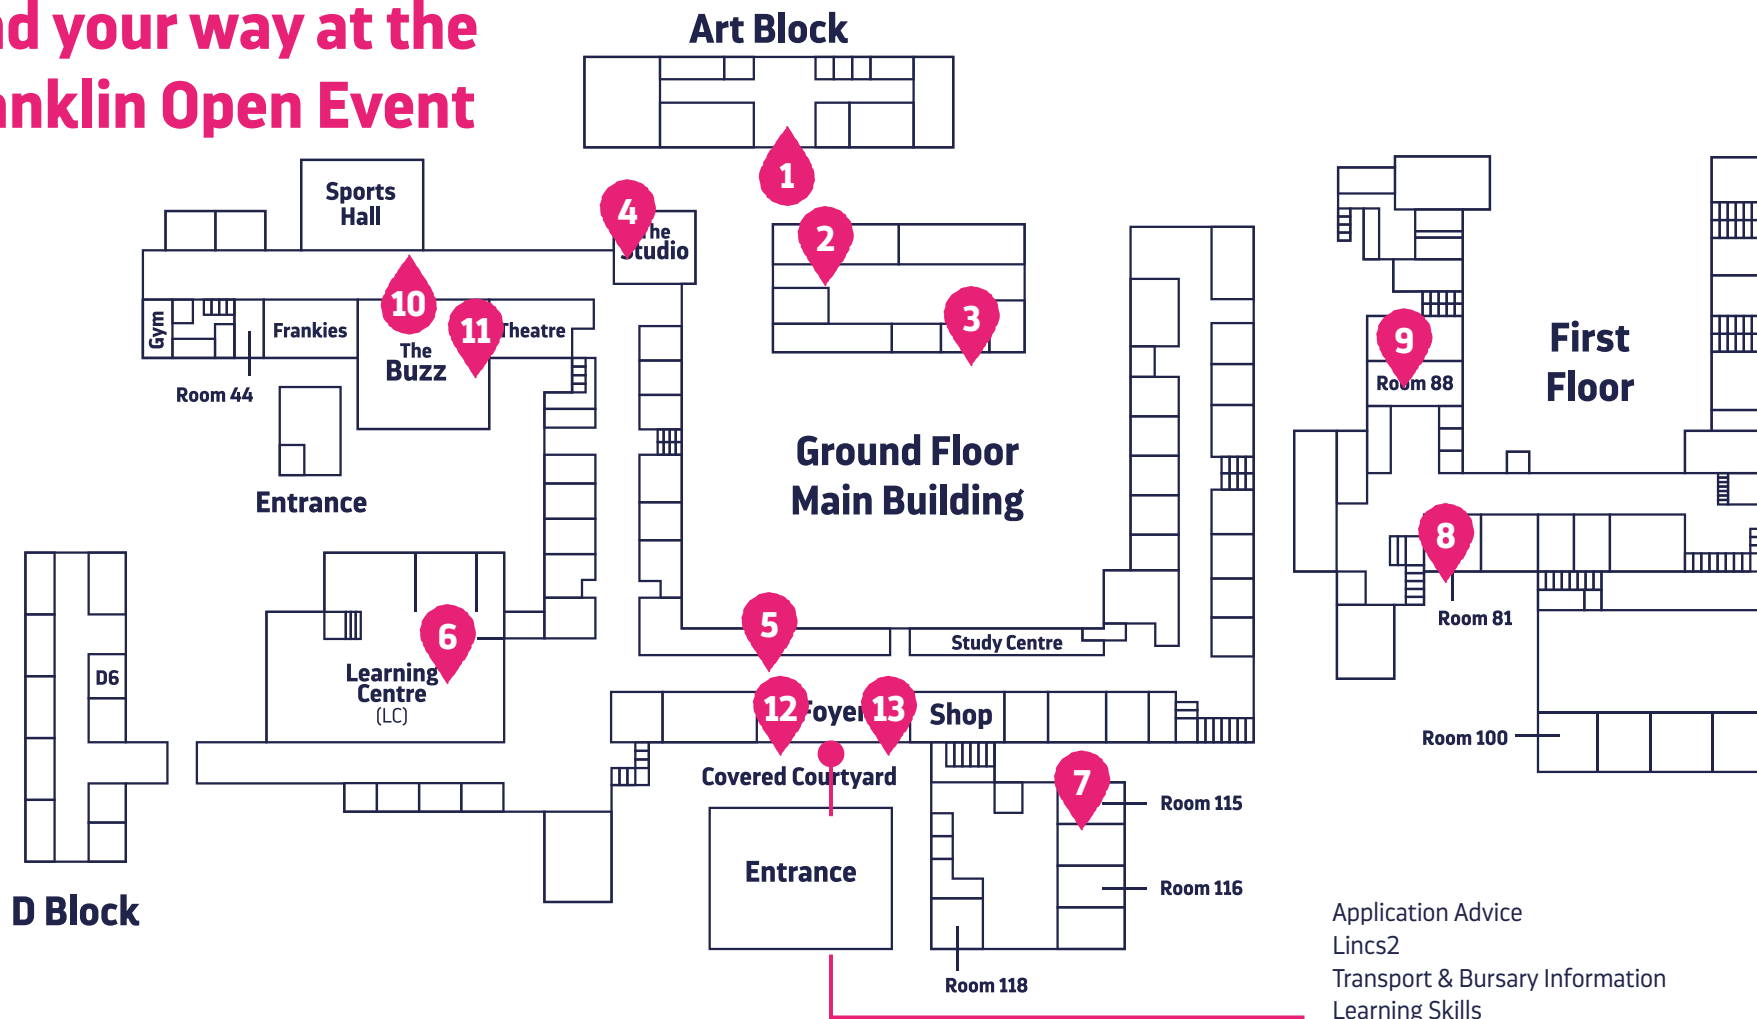 nd your way at the
anklin Open Event
Art Block
1
Sports
Hall
4
The
Studio
2
3
10
11
Gym
Frankies
The
Buzz
Theatre
Room 44
Entrance
9
Room 88
First
Floor
Ground Floor
Main Building
8
Room 81
5
Study Centre
6
Learning
Centre
(LC)
D6
12
Foyer
13
Shop
Room 100
Covered Courtyard
7
Room 115
Entrance
Room 116
D Block
Room 118
Application Advice
Lincs2
Transport & Bursary Information
Learning Skills